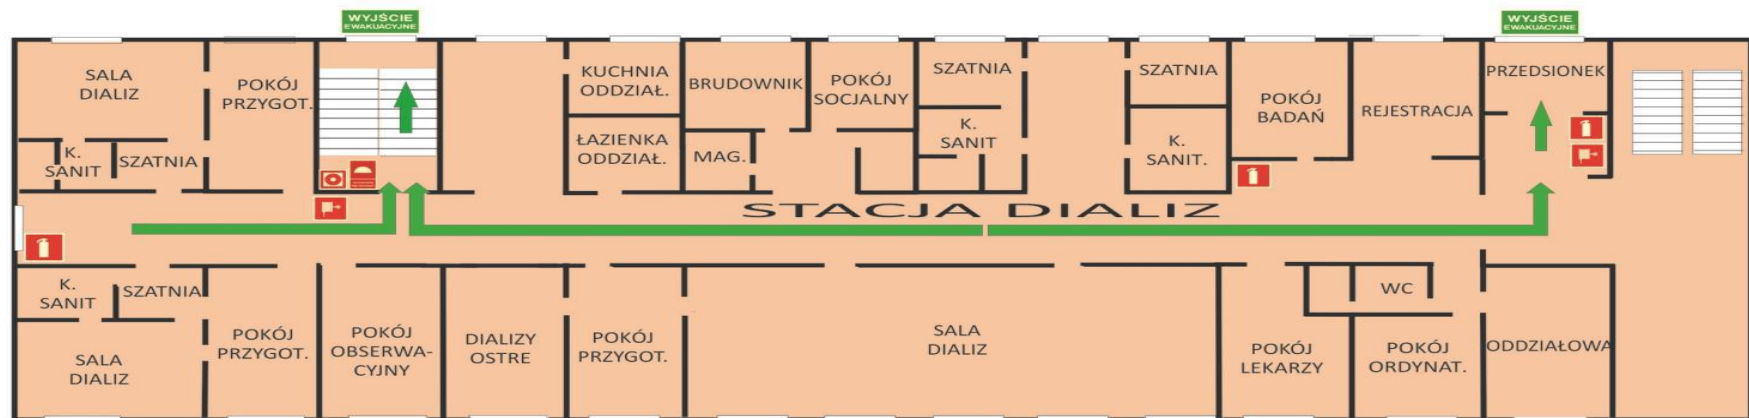 WYJŚCIE
EWAKUACYJNE
WYJŚCIE
EWAKUACYJNE
SALA
DIALIZ
POKÓJ
PRZYGOT.
KUCHNIA
ODDZIAŁ.
BRUDOWNIK
POKÓJ
SOCJALNY
SZATNIA
SZATNIA
POKÓJ
BADAŃ
REJESTRACJA
PRZEDSIONEK
K.
SANIT
SZATNIA
ŁAZIENKA
ODDZIAŁ.
MAG.
K.
SANIT
K.
SANIT.
STACJA DIALIZ
K.
SANIT
SZATNIA
WC
SALA
DIALIZ
POKÓJ
PRZYGOT.
POKÓJ
OBSERWA-
CYJNY
DIALIZY
OSTRE
POKÓJ
PRZYGOT.
SALA
DIALIZ
POKÓJ
LEKARZY
POKÓJ
ORDYNAT.
ODDZIAŁOWA